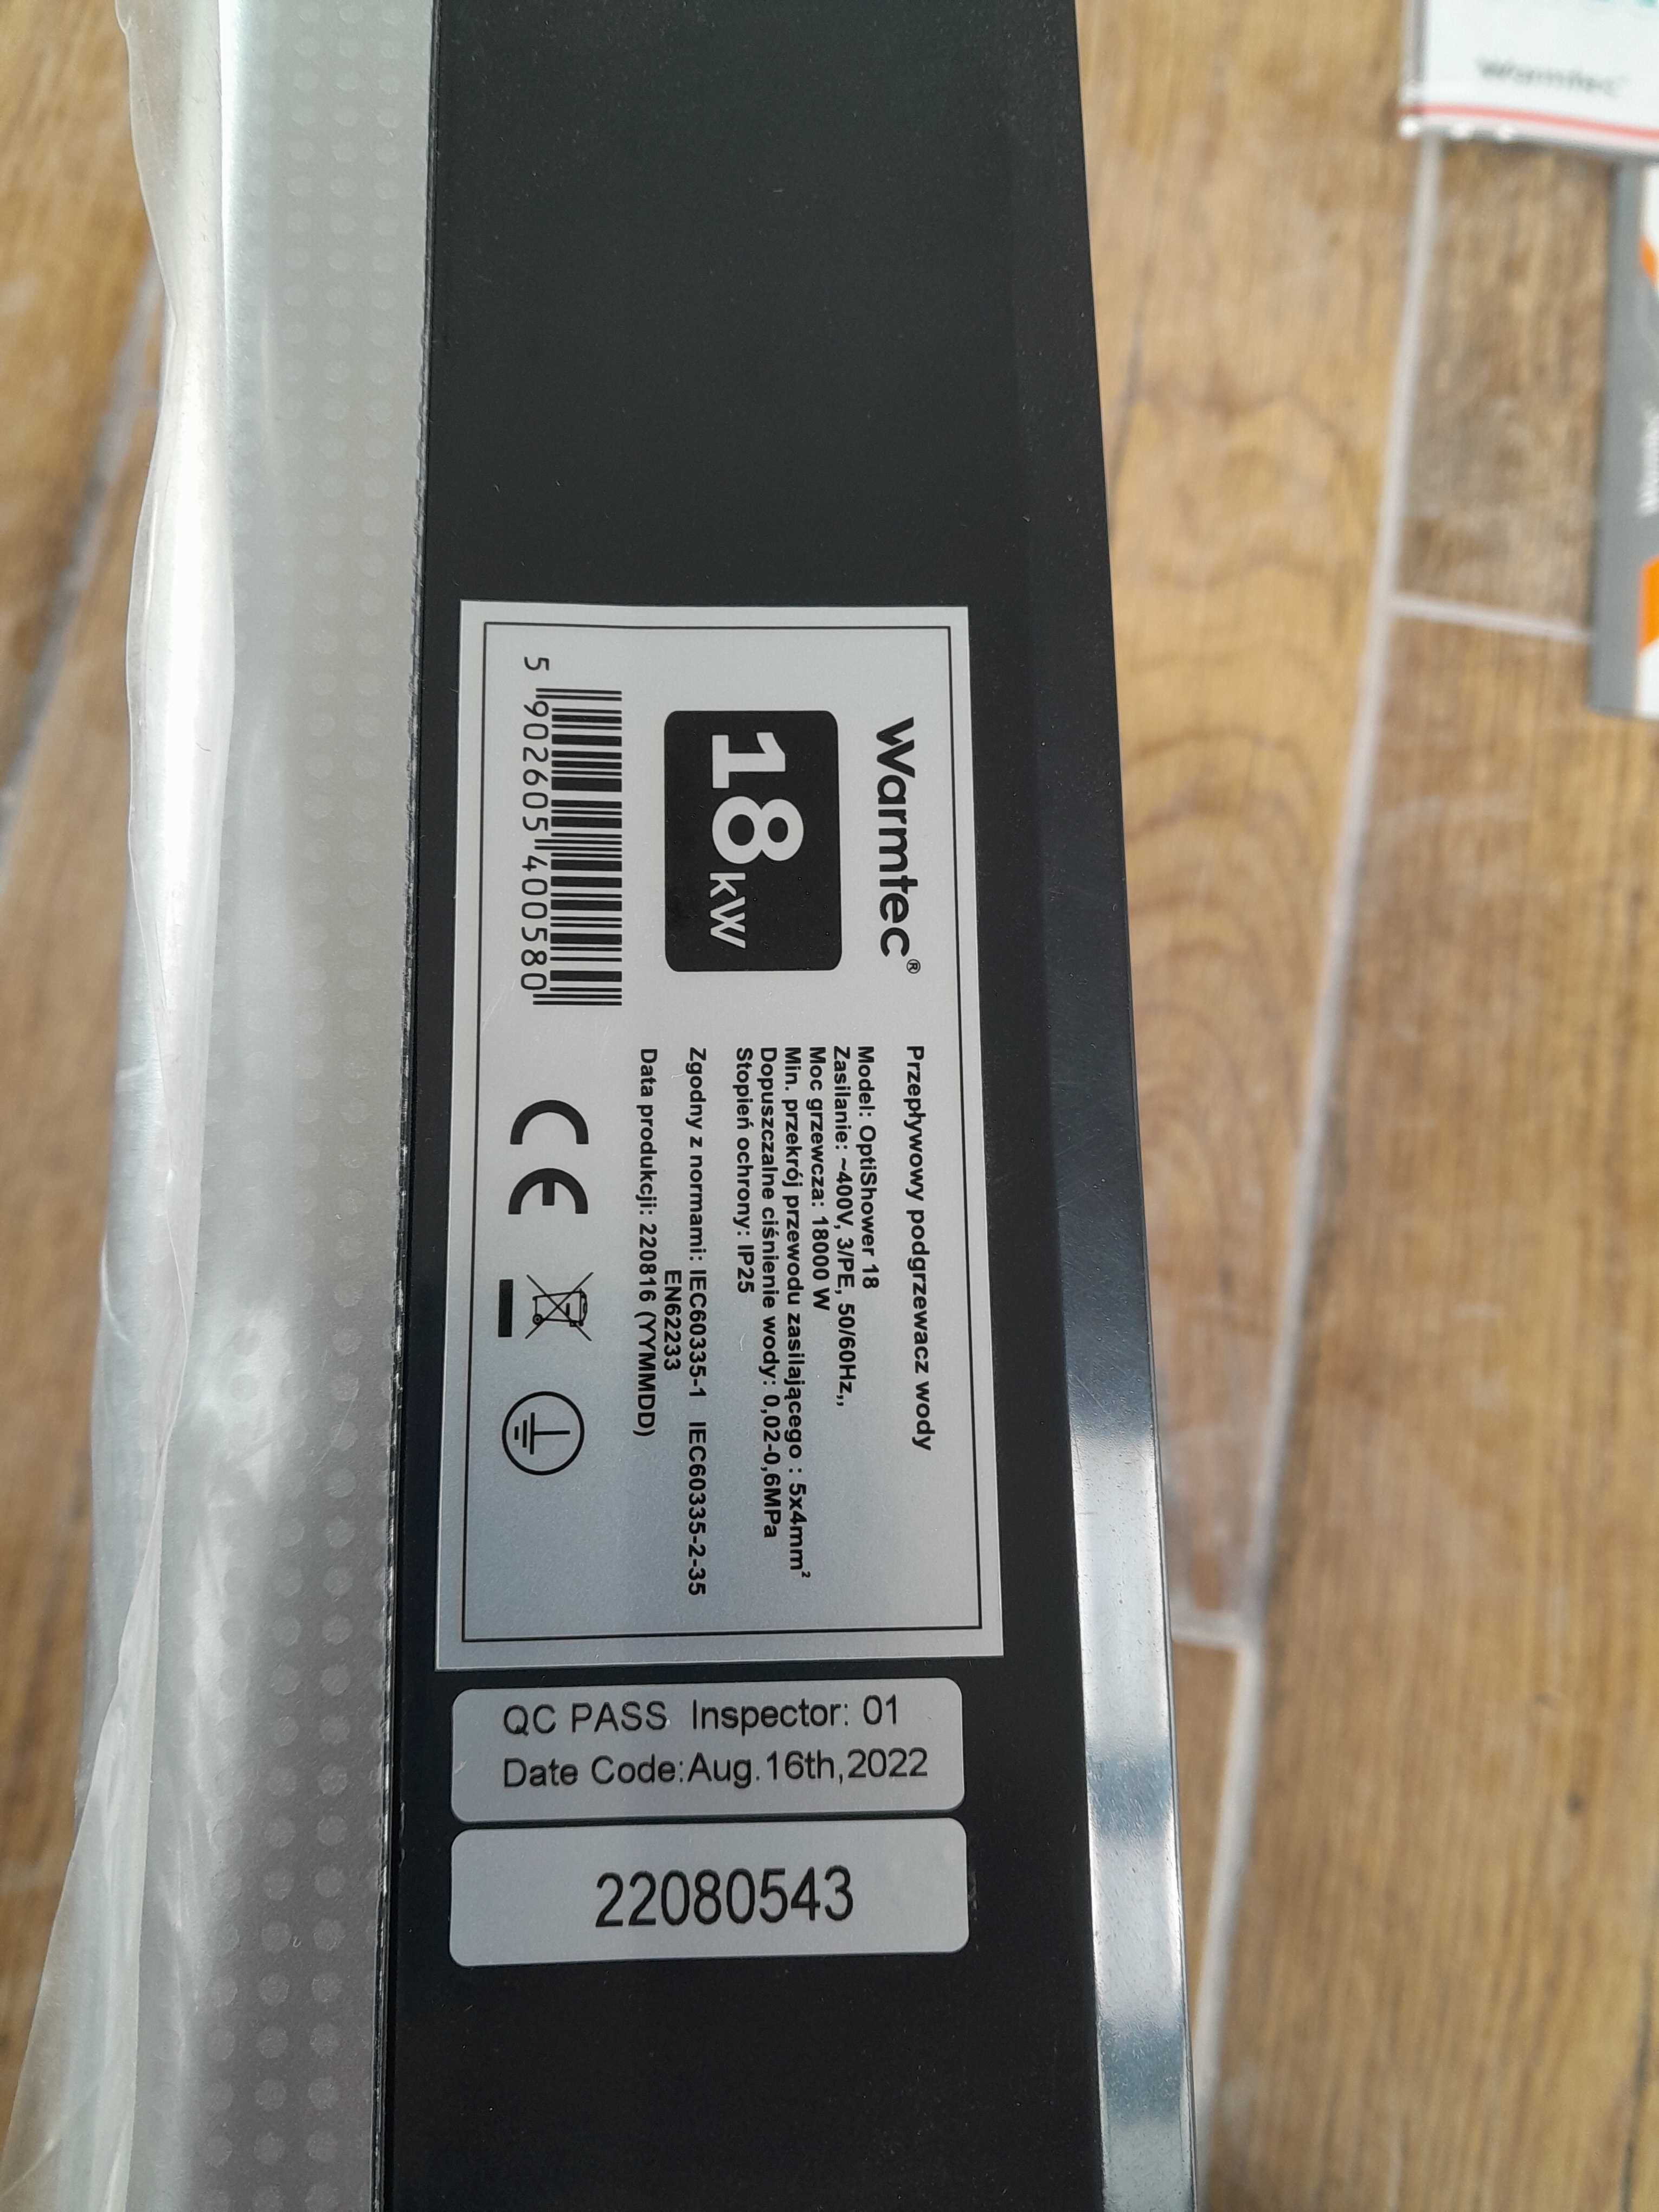 Warmtec®
18 kW
5 902605 400580
Przepływowy podgrzewacz wody
Model: OptiShower 18
Zasilanie: ~400V, 3/PE, 50/60Hz,,
Moc grzewcza: 18000 W
Min. przekrój przewodu zasilającego : 5x4mm²
Dopuszczalne ciśnienie wody: 0,02-0,6MPa
Stopień ochrony: IP25
Zgodny z normami: IEC60335-1 IEC60335-2-35
EN62233
Data produkcji: 220816 (YYMMDD)
CE
QC PASS Inspector: 01
Date Code:Aug.16th,2022
22080543
Warmtec